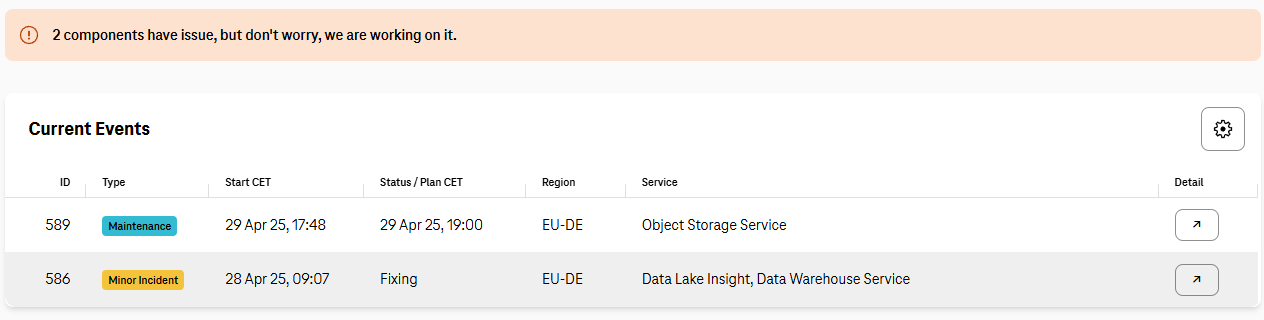 2 components have issue, but don't worry, we are working on it.
Current Events
ID Type Start CET Status / Plan CET Region Service Detail
589 Maintenance 29 Apr 25, 17:48 29 Apr 25, 19:00 EU-DE Object Storage Service
586 Minor Incident 28 Apr 25, 09:07 Fixing EU-DE Data Lake Insight, Data Warehouse Service